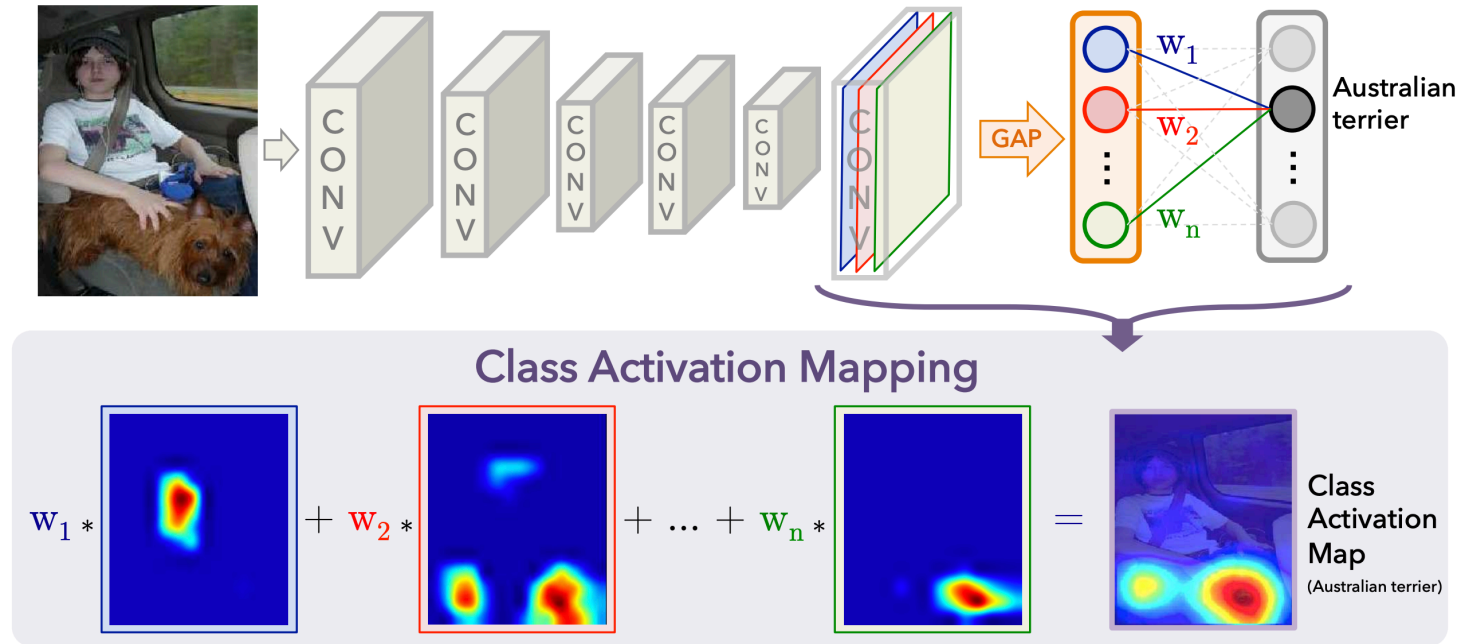 CONV
CONV
CONV
CONV
CONV
CONV
GAP
w1
w2
⋮
wn
⋮
Australian
terrier
Class Activation Mapping
w1 * + w2 * + ... + wn * =
Class
Activation
Map
(Australian terrier)